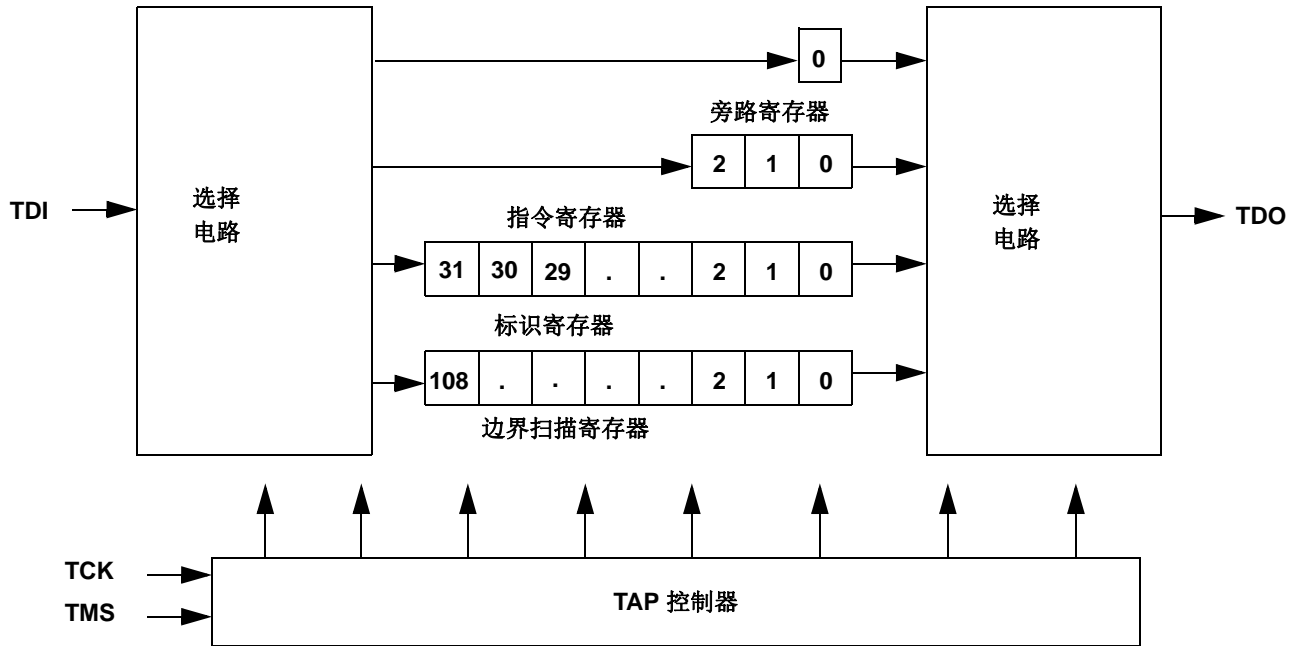 0
旁路寄存器
2 1 0
TDI
选择
电路
选择
电路
TDO
指令寄存器
31 30 29 . . 2 1 0
标识寄存器
108 . . . . 2 1 0
边界扫描寄存器
TCK
TMS
TAP 控制器